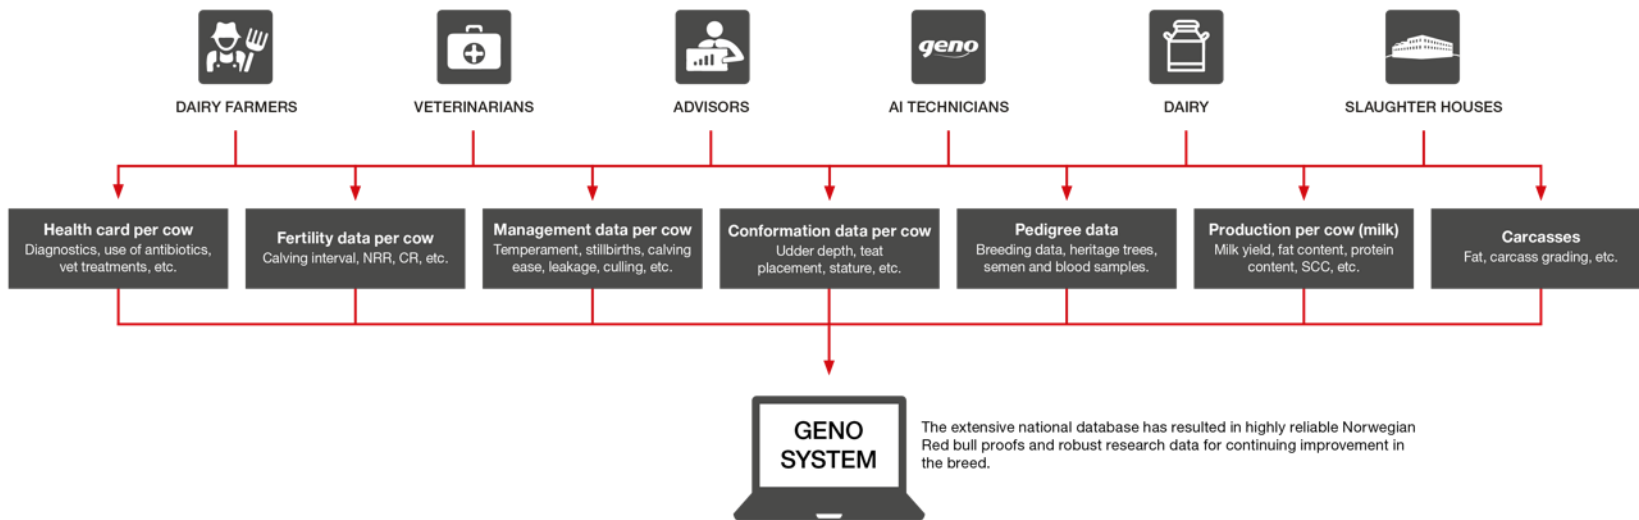 geno
DAIRY FARMERS
VETERINARIANS
ADVISORS
AI TECHNICIANS
DAIRY
SLAUGHTER HOUSES
Health card per cow
Diagnostics, use of antibiotics,
vet treatments, etc.
Fertility data per cow
Calving interval, NRR, CR, etc.
Management data per cow
Temperament, stillbirths, calving
ease, leakage, culling, etc.
Conformation data per cow
Udder depth, teat
placement, stature, etc.
Pedigree data
Breeding data, heritage trees,
semen and blood samples.
Production per cow (milk)
Milk yield, fat content, protein
content, SCC, etc.
Carcasses
Fat, carcass grading, etc.
GENO
SYSTEM
The extensive national database has resulted in highly reliable Norwegian
Red bull proofs and robust research data for continuing improvement in
the breed.